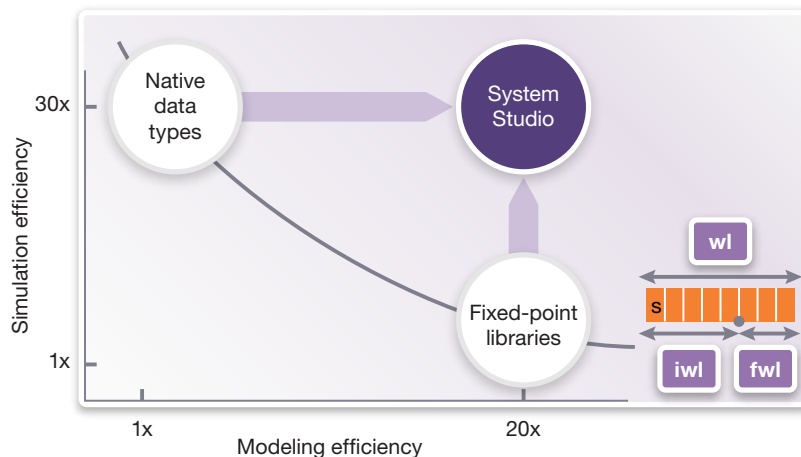 Native
data
types
System
Studio
30x
Simulation efficiency
wl
s
Fixed-point
libraries
iwl
fwl
1x
1x
20x
Modeling efficiency